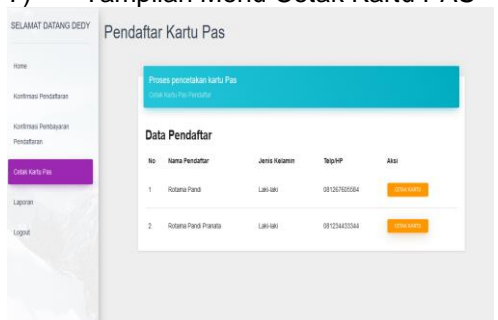 7) Tampilan Menu Cetak Kartu PAS
SELAMAT DATANG DEDY
Pendaftar Kartu Pas
Home
Konfirmasi Pendaftaran
Konfirmasi Pembayaran
Pendaftaran
Cetak Kartu Pas
Laporan
Logout
Proses pencetakan kartu Pas
Cetak Kartu Pas Pendaftar
Data Pendaftar
No Nama Pendaftar Jenis Kelamin Telp/HP Aksi
1 Rotama Pandi Laki-laki 081267605584 CETAK KARTU
2 Rotama Pandi Pranata Laki-laki 081234433344 CETAK KARTU